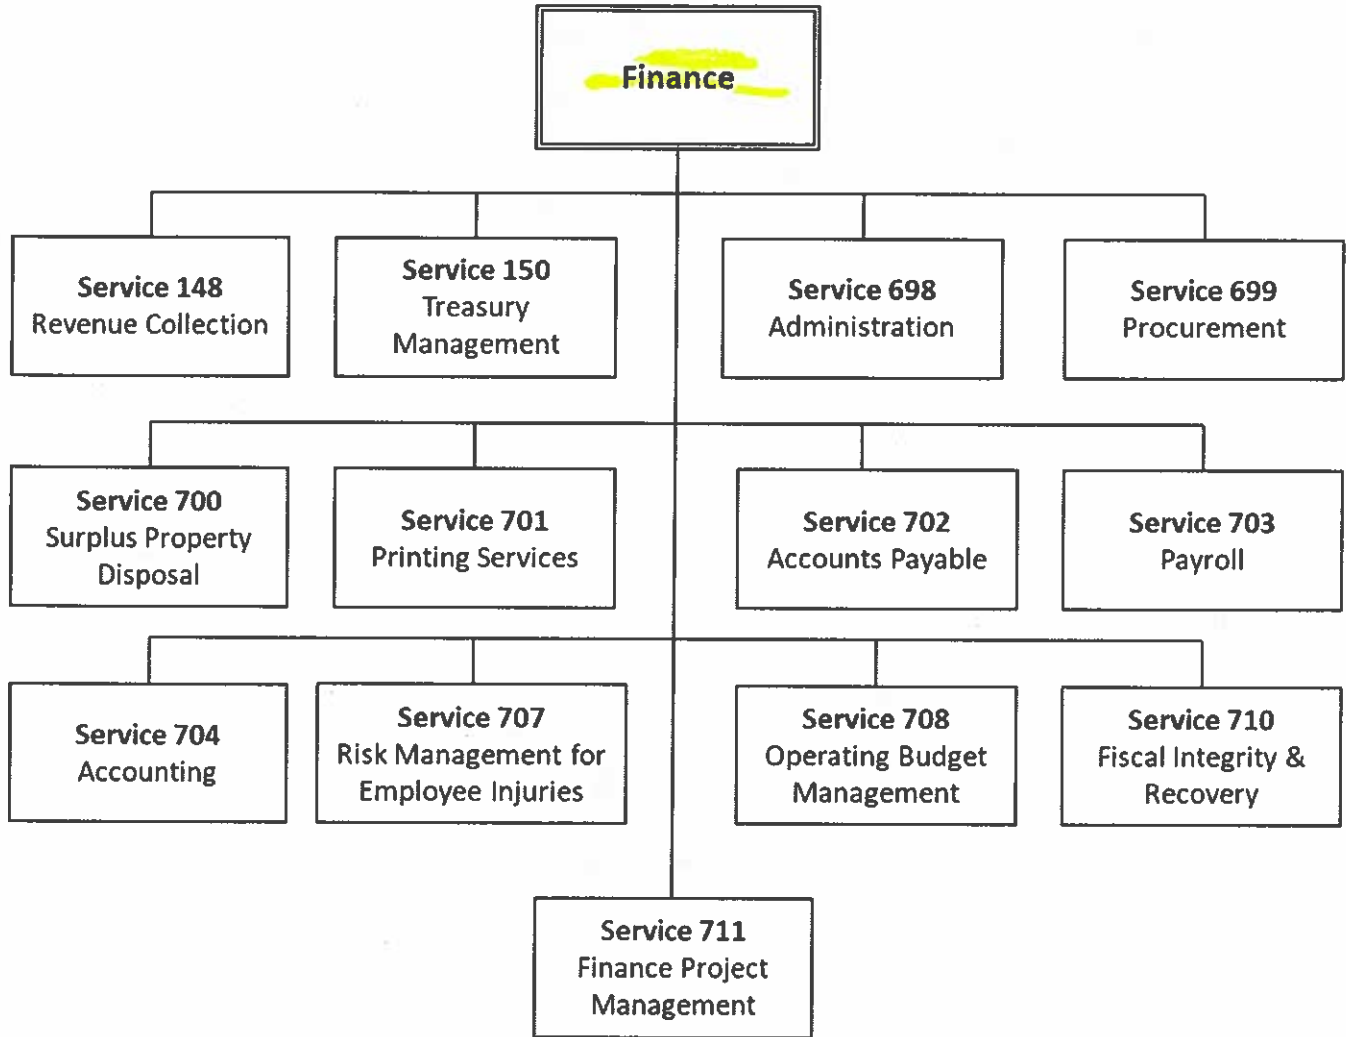 Finance
Service 148
Revenue Collection
Service 150
Treasury
Management
Service 698
Administration
Service 699
Procurement
Service 700
Surplus Property
Disposal
Service 701
Printing Services
Service 702
Accounts Payable
Service 703
Payroll
Service 704
Accounting
Service 707
Risk Management for
Employee Injuries
Service 708
Operating Budget
Management
Service 710
Fiscal Integrity &
Recovery
Service 711
Finance Project
Management